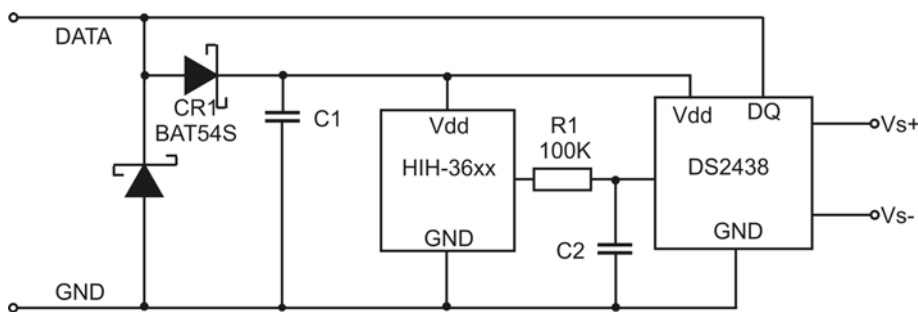 DATA
CR1
BAT54S
C1
Vdd
HIH-36xx
GND
R1
100K
C2
Vdd
DQ
DS2438
GND
Vs+
Vs-
GND